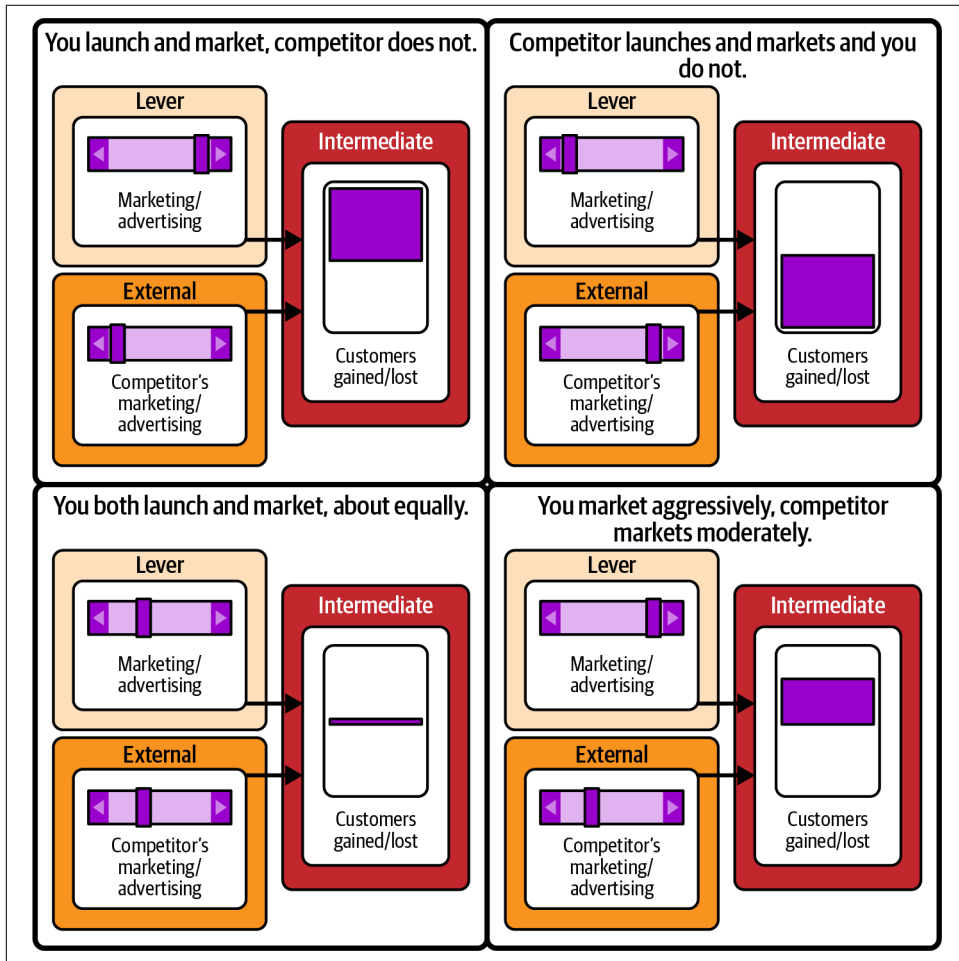 You launch and market, competitor does not.
Lever
Marketing/
advertising
External
Competitor's
marketing/
advertising
Intermediate
Customers
gained/lost
Competitor launches and markets and you
do not.
Lever
Marketing/
advertising
External
Competitor's
marketing/
advertising
Intermediate
Customers
gained/lost
You both launch and market, about equally.
Lever
Marketing/
advertising
External
Competitor's
marketing/
advertising
Intermediate
Customers
gained/lost
You market aggressively, competitor
markets moderately.
Lever
Marketing/
advertising
External
Competitor's
marketing/
advertising
Intermediate
Customers
gained/lost